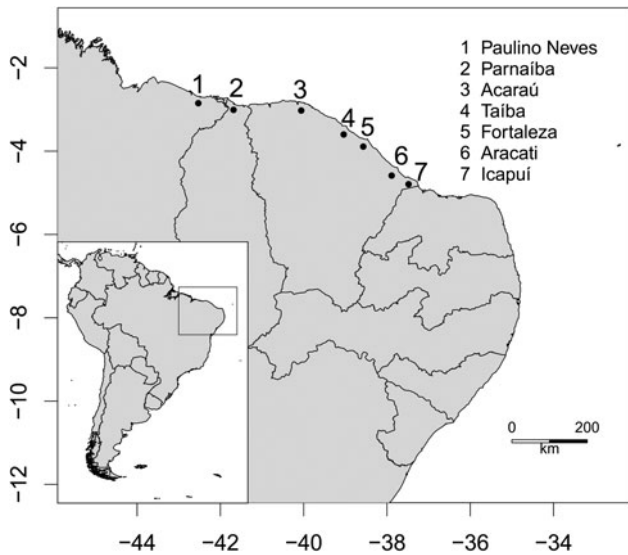 1 Paulino Neves
2 Parnaíba
3 Acaraú
4 Taíba
5 Fortaleza
6 Aracati
7 Icapuí
1
2
3
4
5
6
7
−2
−4
−6
−8
−10
−12
0 200
km
−44 −42 −40 −38 −36 −34